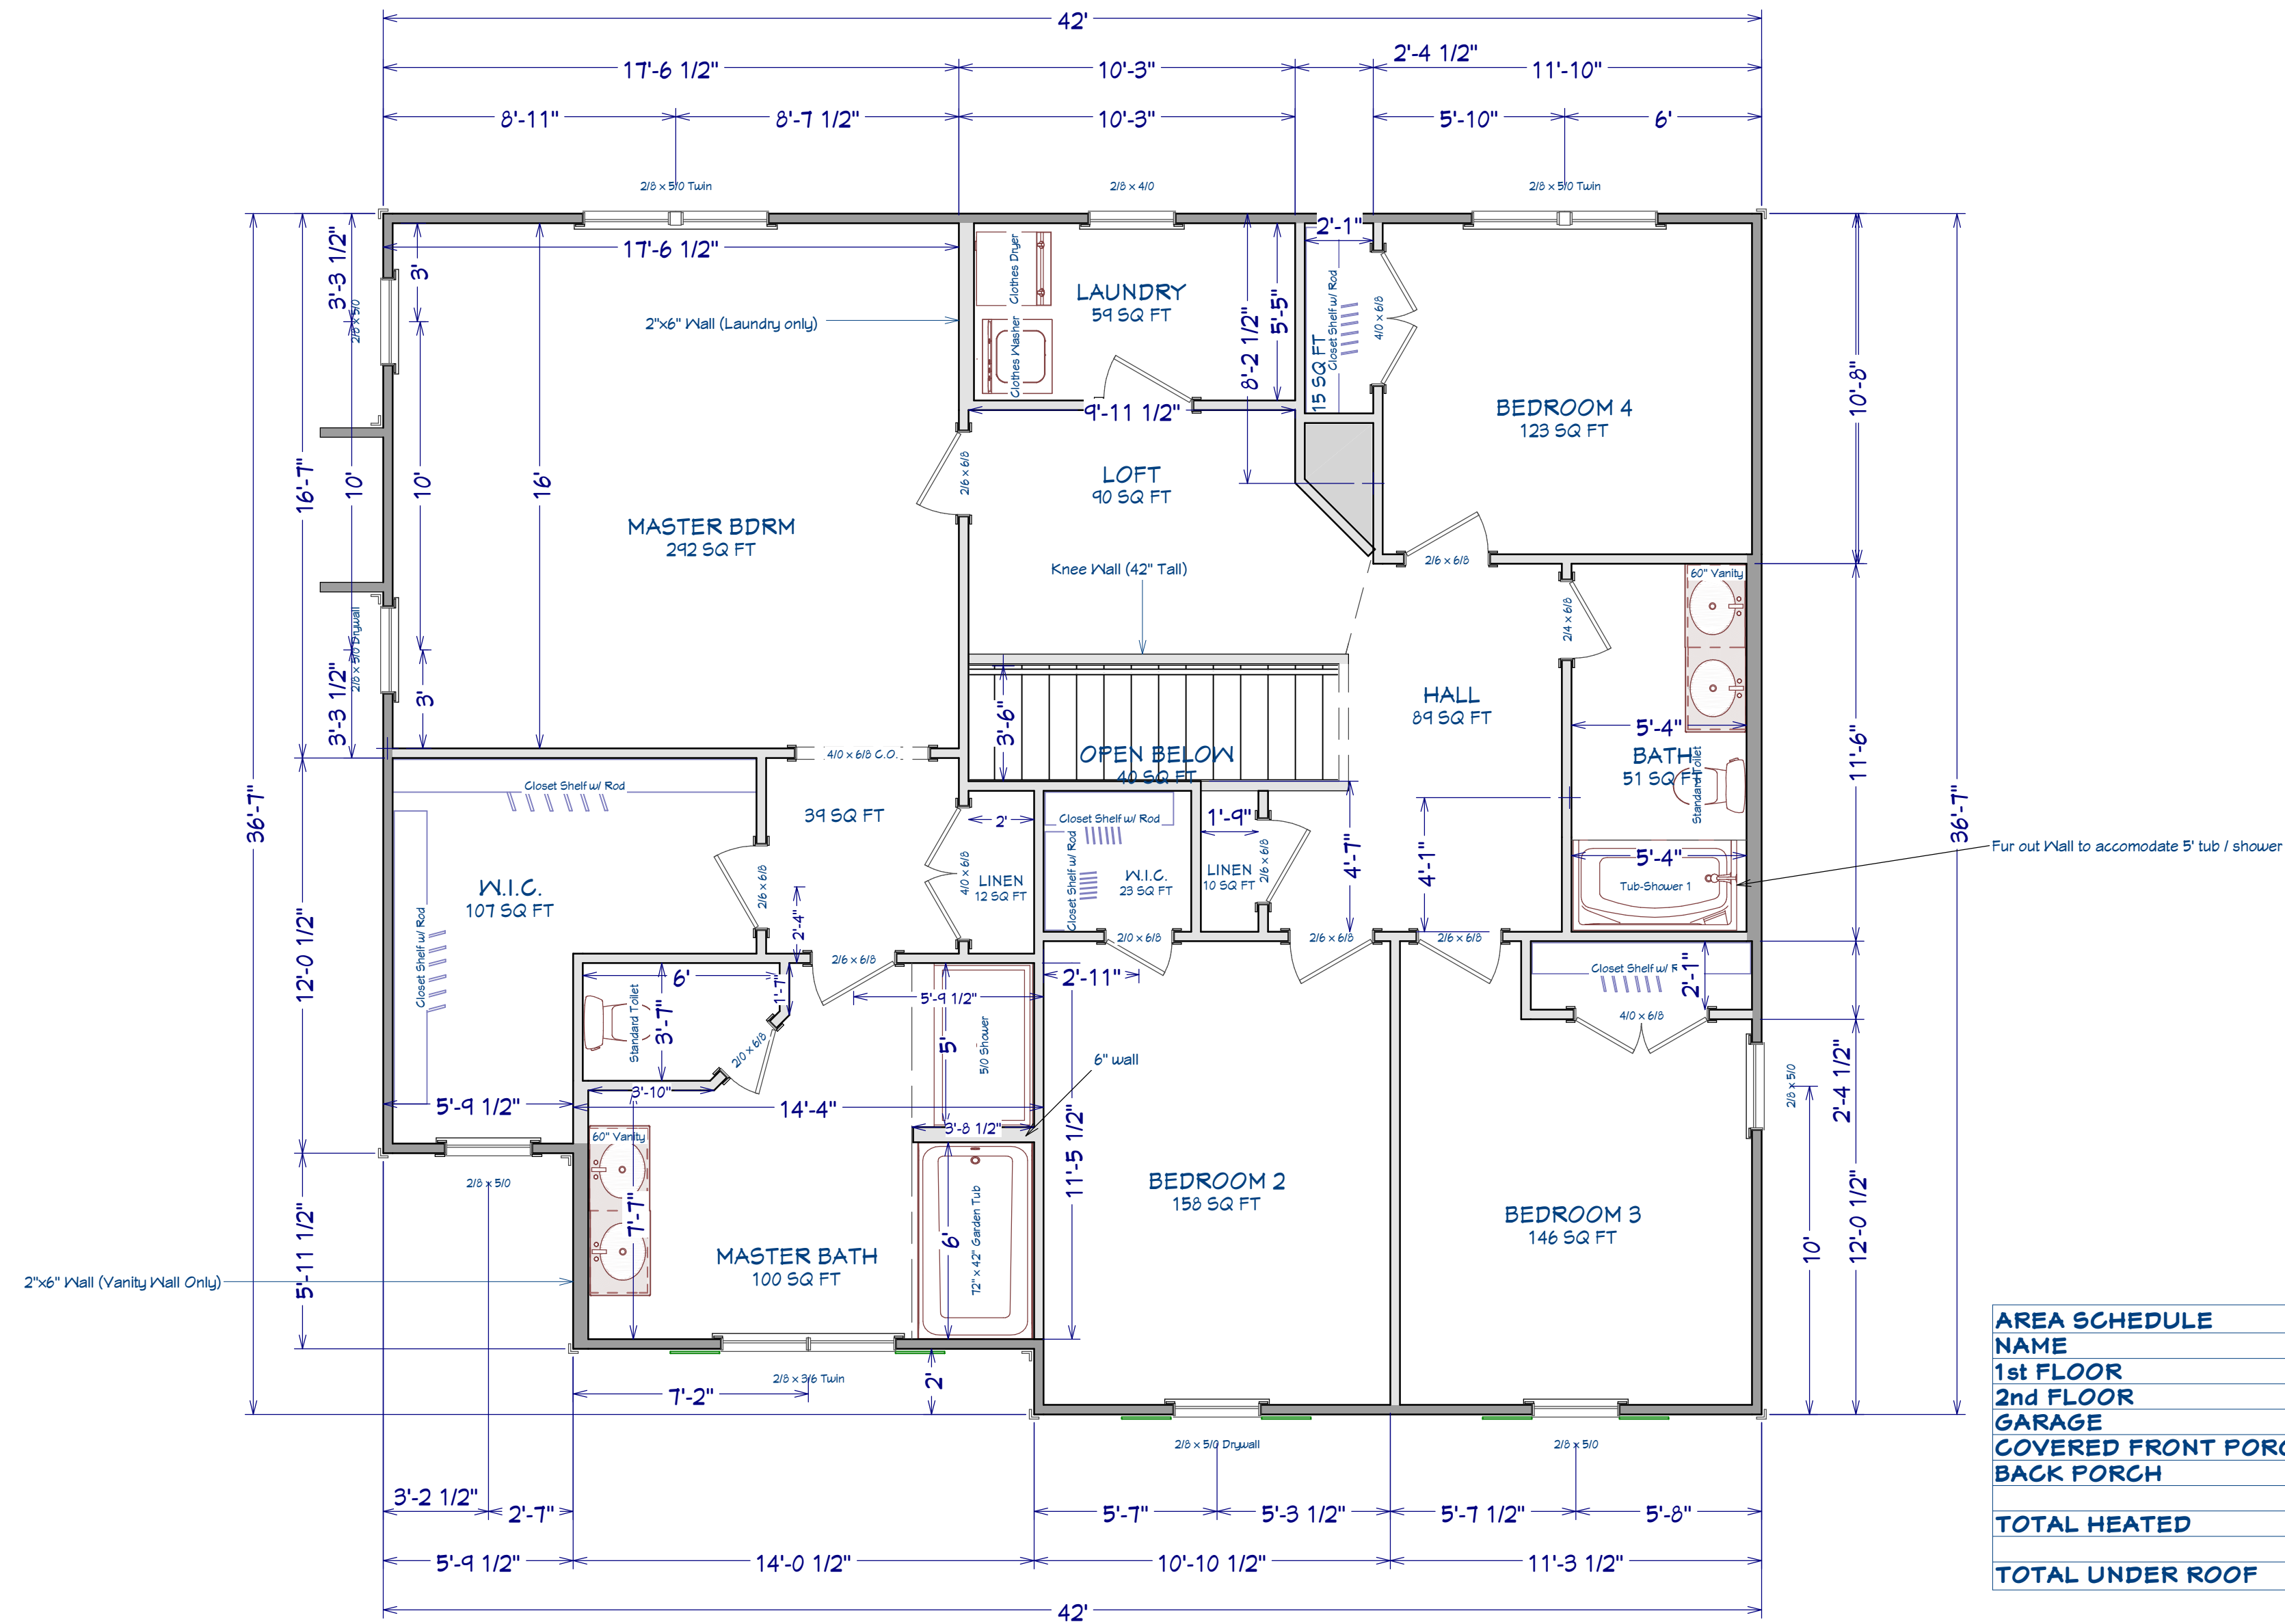 42'
17'-6 1/2"
10'-3"
2'-4 1/2"
11'-10"
8'-11"
8'-7 1/2"
10'-3"
5'-10"
6'
2/8 x 5/0 Twin
2/8 x 4/0
2/8 x 5/0 Twin
3'-3 1/2"
3'
17'-6 1/2"
2'-1"
Clothes Dryer
LAUNDRY
59 SQ FT
2"x6" Wall (Laundry only)
Clothes Washer
8'-2 1/2"
5'-5"
15 SQ FT
Closet Shelf w/ Rod
4/0 x 6/8
2/8 x 5/0
9'-11 1/2"
BEDROOM 4
123 SQ FT
10'-8"
16'-7"
10'
10'
16'
2/6 x 6/8
LOFT
90 SQ FT
MASTER BDRM
292 SQ FT
Knee Wall (42" Tall)
2/6 x 6/8
60" Vanity
2/4 x 6/8
2/8 x 5/0 Drywall
3'-3 1/2"
3'
3'-6"
HALL
89 SQ FT
5'-4"
BATH
51 SQ FT
Standard Toilet
11'-6"
4/0 x 6/8 C.O.
OPEN BELOW
40 SQ FT
36'-7"
36'-7"
Closet Shelf w/ Rod
39 SQ FT
2'
Closet Shelf w/ Rod
Closet Shelf w/ Rod
1'-9"
2/6 x 6/8
4'-7"
4'-1"
5'-4"
Fur out Wall to accomodate 5' tub / shower
Tub-Shower 1
W.I.C.
107 SQ FT
2/6 x 6/8
4/0 x 6/8
LINEN
12 SQ FT
W.I.C.
23 SQ FT
LINEN
10 SQ FT
12'-0 1/2"
Closet Shelf w/ Rod
2'-4"
2/6 x 6/8
2/0 x 6/8
2/6 x 6/8
2/6 x 6/8
6'
1'-7"
5'-9 1/2"
2'-11"
Closet Shelf w/
2'-1"
Standard Toilet
3'-7"
2/0 x 6/8
5'
5/0 Shower
4/0 x 6/8
6" wall
2/8 x 5/0
2'-4 1/2"
3'-10"
5'-9 1/2"
14'-4"
3'-8 1/2"
11'-5 1/2"
60" Vanity
2/8 x 5/0
BEDROOM 2
158 SQ FT
BEDROOM 3
146 SQ FT
5'-11 1/2"
7'-7"
MASTER BATH
100 SQ FT
6'
72" x 42" Garden Tub
10'
12'-0 1/2"
2"x6" Wall (Vanity Wall Only)
2/8 x 3/6 Twin
7'-2"
2'
2/8 x 5/0 Drywall
2/8 x 5/0
3'-2 1/2"
2'-7"
5'-7"
5'-3 1/2"
5'-7 1/2"
5'-8"
5'-9 1/2"
14'-0 1/2"
10'-10 1/2"
11'-3 1/2"
42'
AREA SCHEDULE
NAME
1st FLOOR
2nd FLOOR
GARAGE
COVERED FRONT
BACK PORCH
TOTAL HEATED
TOTAL UNDER ROOF